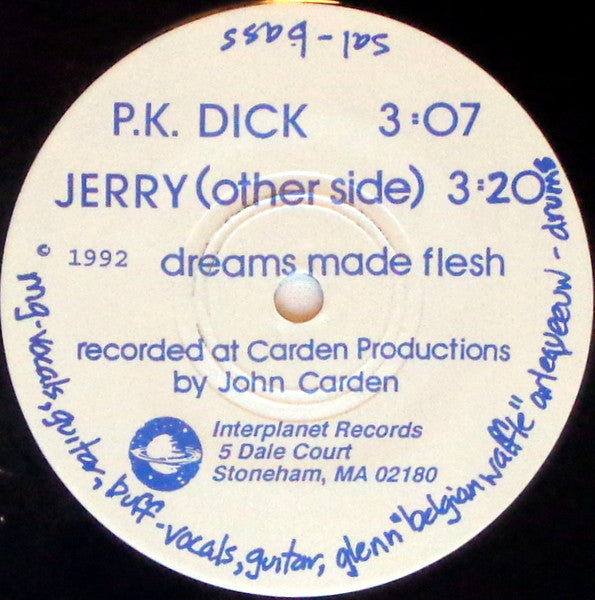 sal - bass
P.K. DICK 3:07
JERRY (other side) 3:20
© 1992 dreams made flesh
recorded at Carden Productions
by John Carden
Interplanet Records
5 Dale Court
Stoneham, MA 02180
mg-vocals, guitar, buff-vocals, guitar, glenn "belgian waffle" arlequeeuw - drums